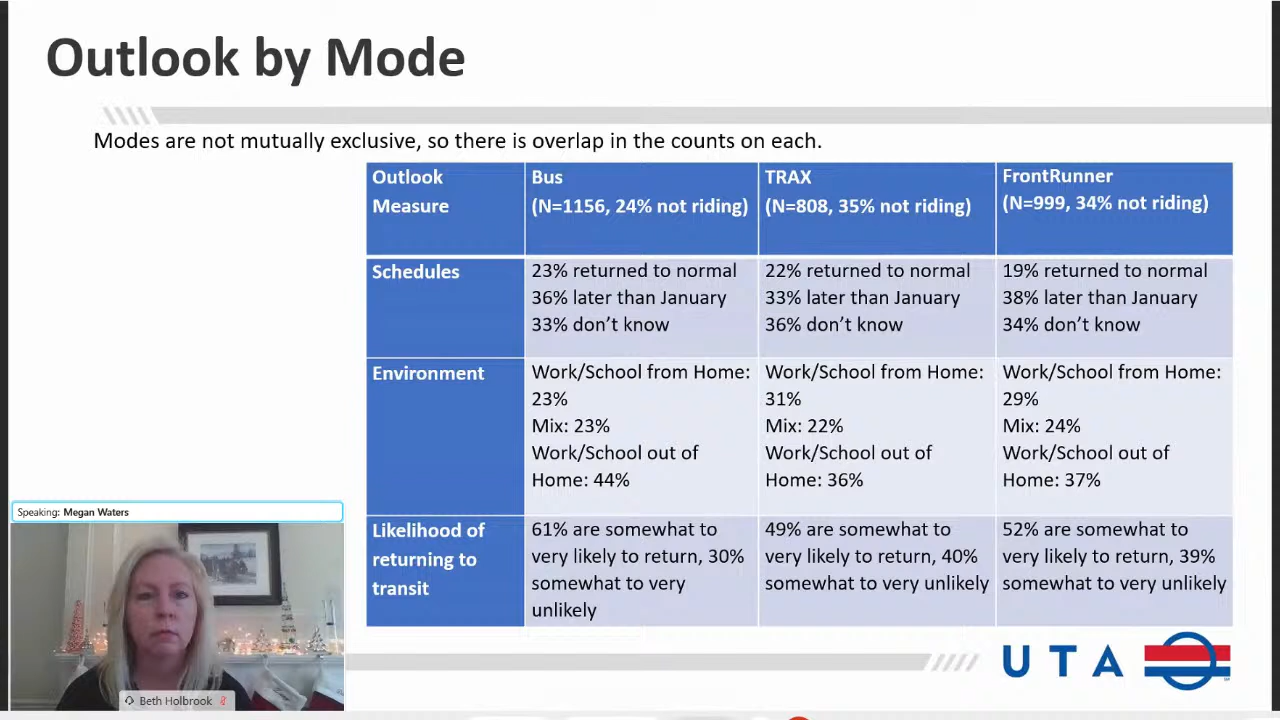 Outlook by Mode
Modes are not mutually exclusive, so there is overlap in the counts on each.
Outlook
Measure
Bus
(N=1156, 24% not riding)
TRAX
(N=808, 35% not riding)
FrontRunner
(N=999, 34% not riding)
Schedules
23% returned to normal
36% later than January
33% don’t know
22% returned to normal
33% later than January
36% don’t know
19% returned to normal
38% later than January
34% don’t know
Environment
Work/School from Home:
23%
Mix: 23%
Work/School out of
Home: 44%
Work/School from Home:
31%
Mix: 22%
Work/School out of
Home: 36%
Work/School from Home:
29%
Mix: 24%
Work/School out of
Home: 37%
Likelihood of
returning to
transit
61% are somewhat to
very likely to return, 30%
somewhat to very
unlikely
49% are somewhat to
very likely to return, 40%
somewhat to very unlikely
52% are somewhat to
very likely to return, 39%
somewhat to very unlikely
Speaking: Megan Waters
Beth Holbrook
UTA